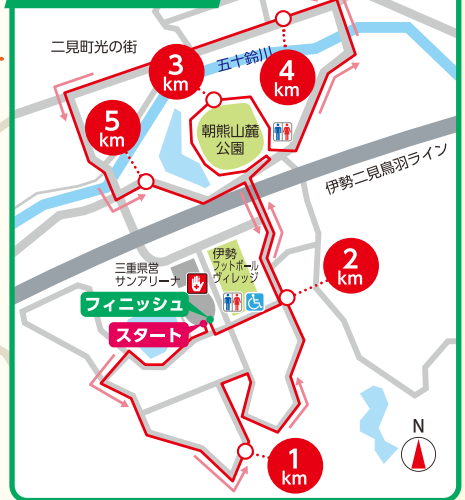 二見町光の街
五十鈴川
3
km
4
km
5
km
朝熊山麓
公園
伊勢二見鳥羽ライン
2
km
伊勢
フットボール
ヴィレッジ
三重県営
サンアリーナ
フィニッシュ
スタート
1
km
N